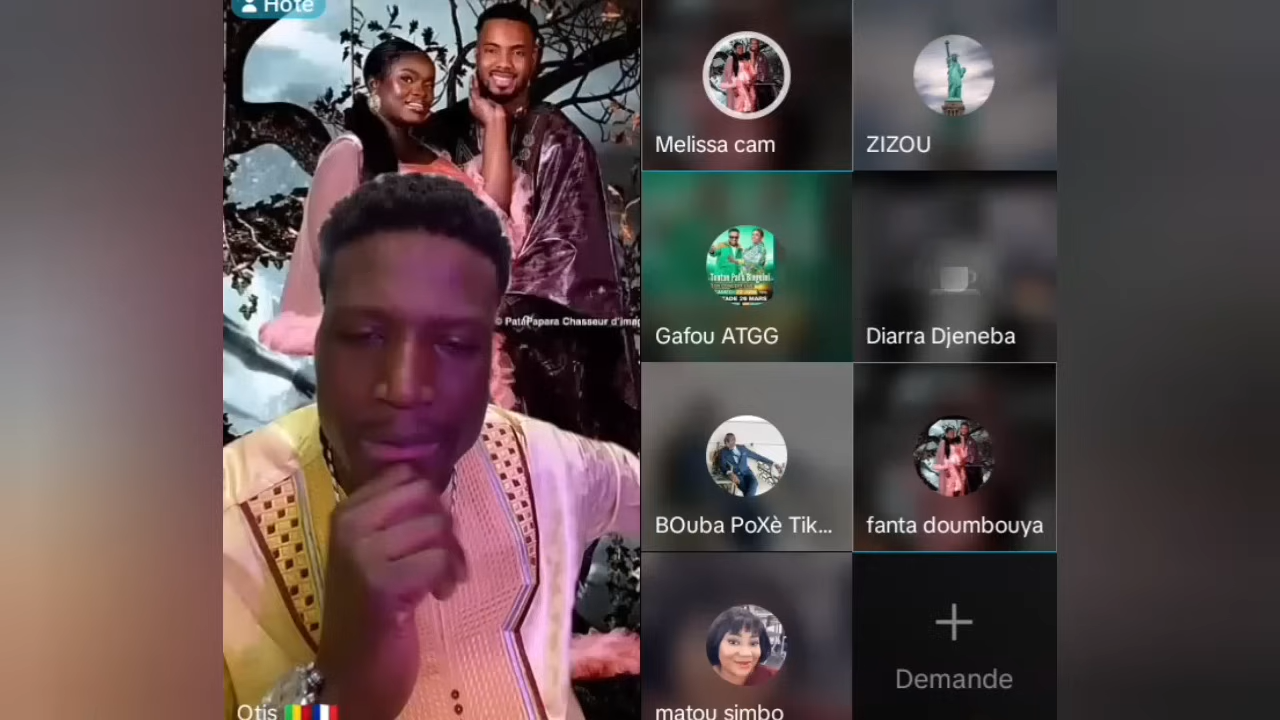 Hôte
© PatáPapara Chasseur d'imag
Otis
Melissa cam
ZIZOU
Gafou ATGG
Diarra Djeneba
BOuba PoXè Tik...
fanta doumbouya
matou simbo
Demande